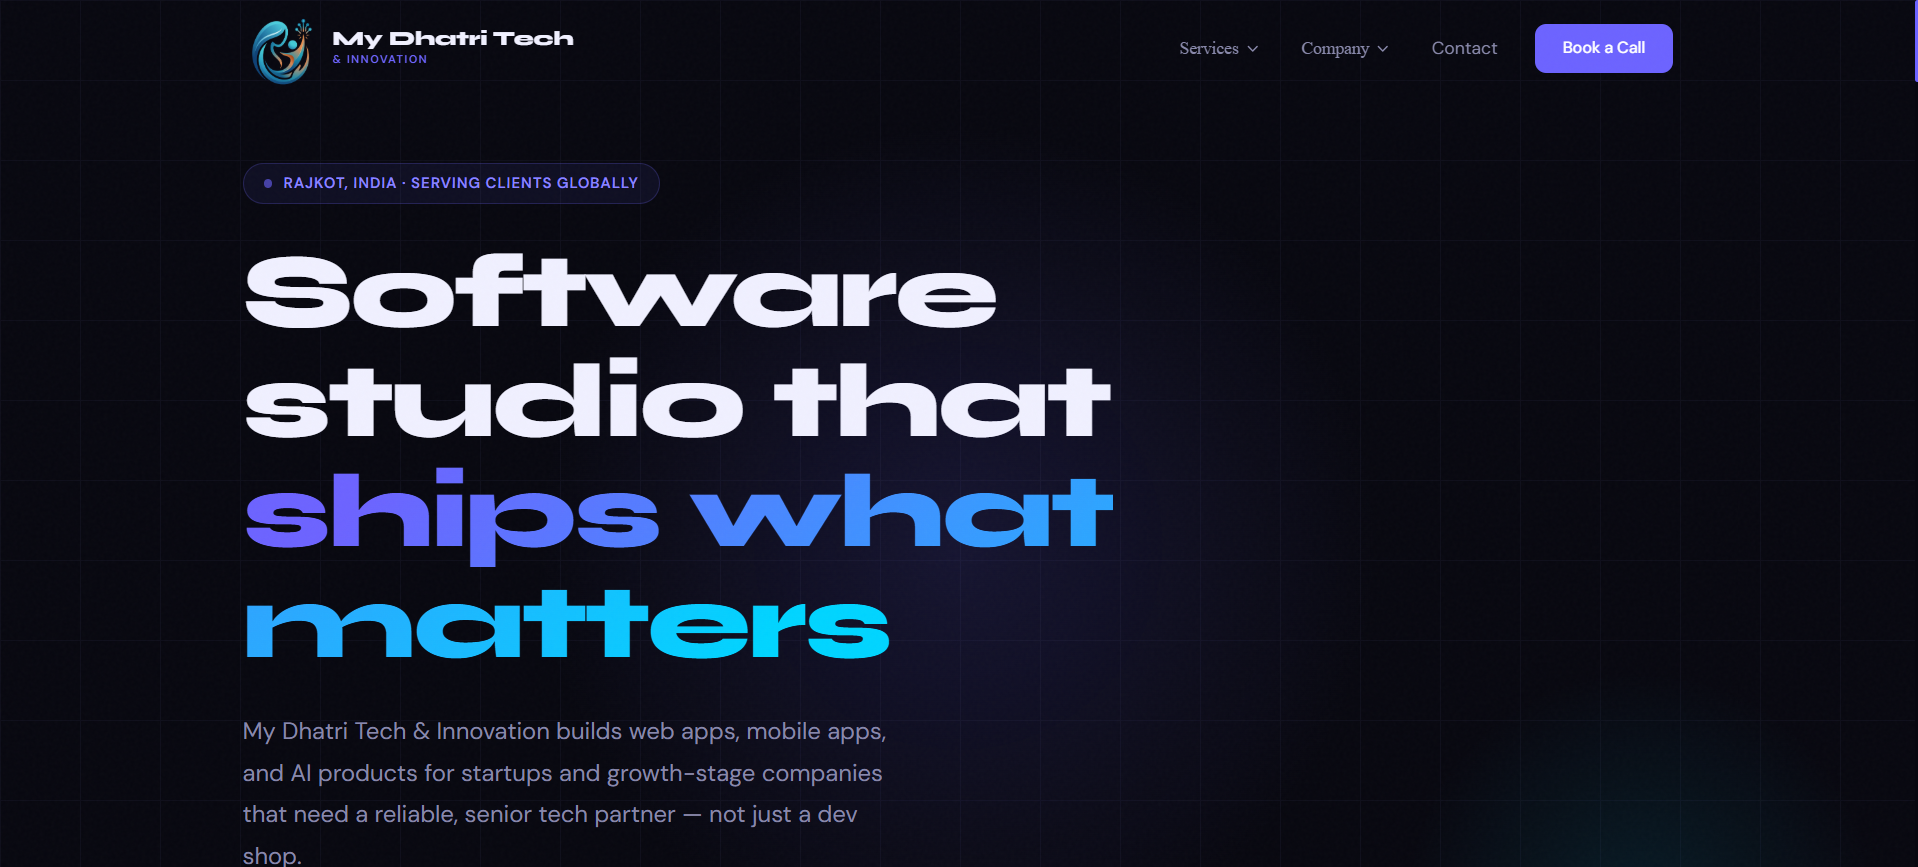 My Dhatri Tech
& INNOVATION
Services
Company
Contact
Book a Call
RAJKOT, INDIA · SERVING CLIENTS GLOBALLY
Software
studio that
ships what
matters
My Dhatri Tech & Innovation builds web apps, mobile apps,
and AI products for startups and growth-stage companies
that need a reliable, senior tech partner — not just a dev
shop.